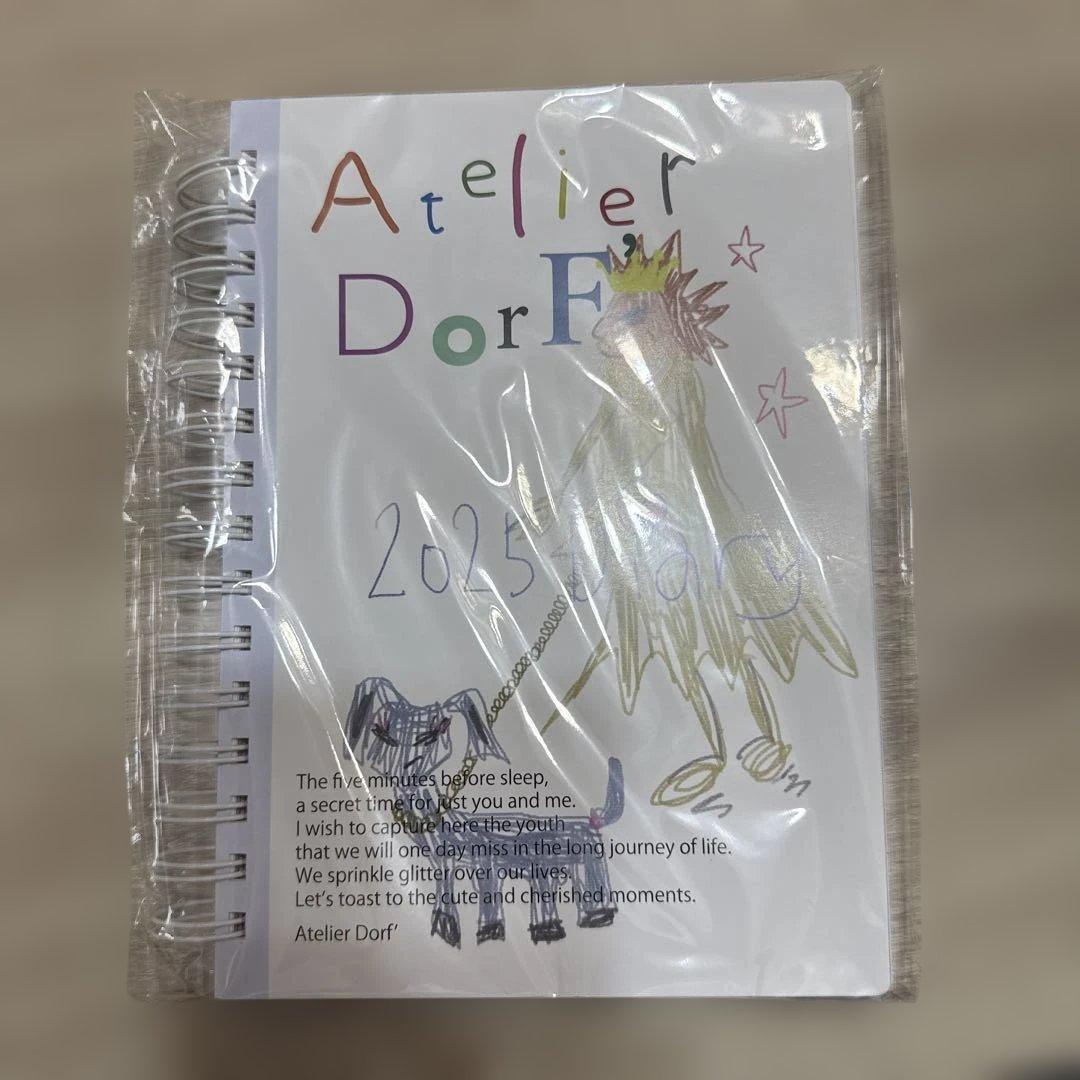 Atelier
DorF'
2025 Diary
The five minutes before sleep,
a secret time for just you and me.
I wish to capture here the youth
that we will one day miss in the long journey of life.
We sprinkle glitter over our lives.
Let's toast to the cute and cherished moments.
Atelier Dorf'